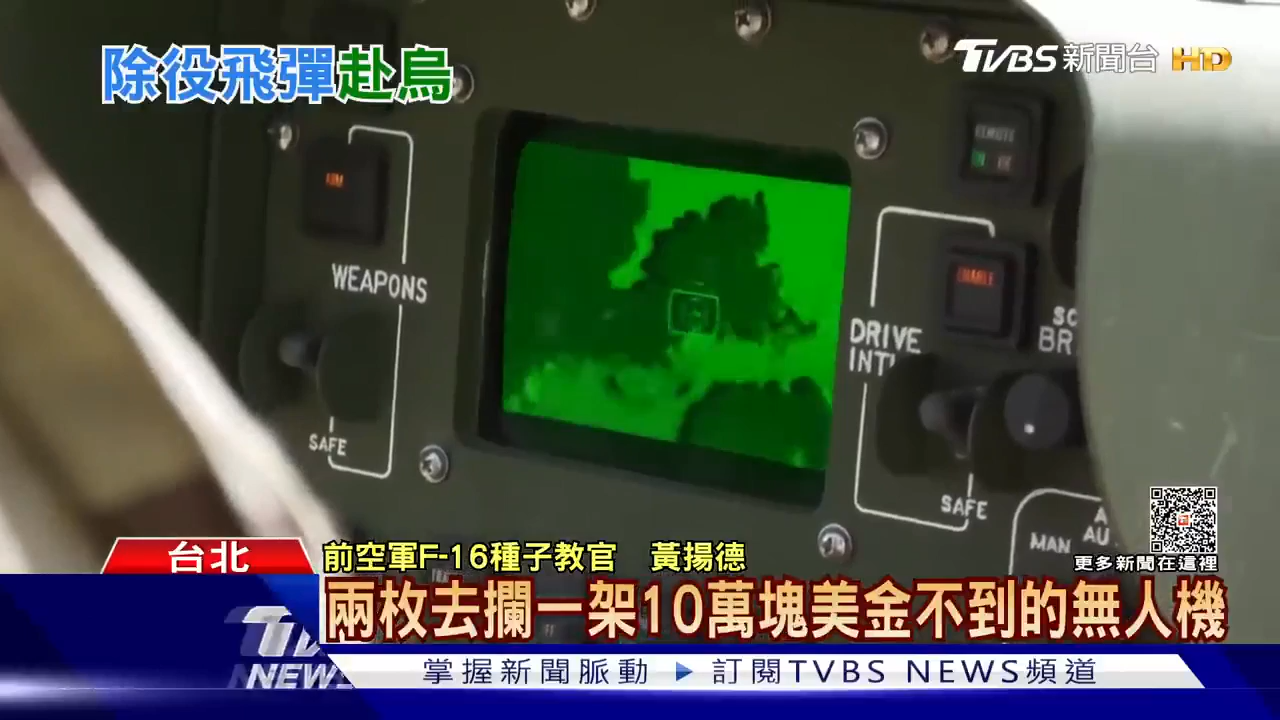 除役飛彈赴烏
TVBS新聞台 HD
REMOTE
ARM
WEAPONS
SAFE
ENABLE
DRIVE
INT'L
SAFE
MAN
更多新聞在這裡
台北
前空軍F-16種子教官 黃揚德
兩枚去攔一架10萬塊美金不到的無人機
掌握新聞脈動 ▶ 訂閱TVBS NEWS頻道